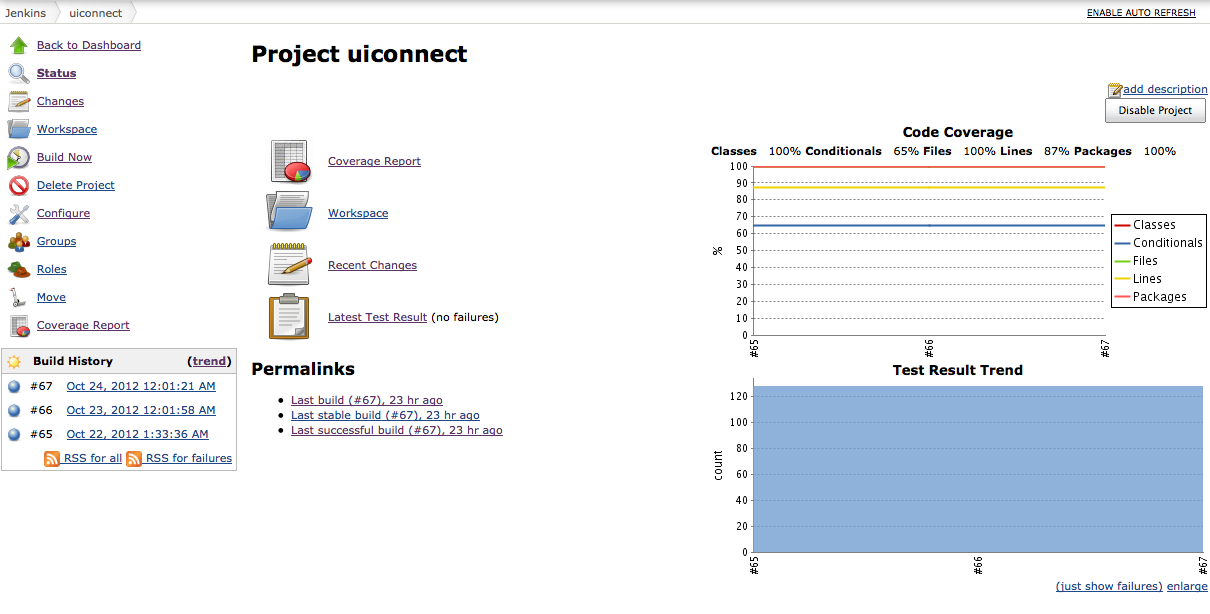 Jenkins uiconnect ENABLE AUTO REFRESH
Back to Dashboard
Status
Changes
Workspace
Build Now
Delete Project
Configure
Groups
Roles
Move
Coverage Report
Build History (trend)
#67 Oct 24, 2012 12:01:21 AM
#66 Oct 23, 2012 12:01:58 AM
#65 Oct 22, 2012 1:33:36 AM
RSS for all RSS for failures
Project uiconnect
Coverage Report
Workspace
Recent Changes
Latest Test Result (no failures)
Permalinks
Last build (#67), 23 hr ago
Last stable build (#67), 23 hr ago
Last successful build (#67), 23 hr ago
add description
Disable Project
Code Coverage
Classes 100% Conditionals 65% Files 100% Lines 87% Packages 100%
100
90
80
70
60
50
40
30
20
10
0
%
#65 #66 #67
Classes
Conditionals
Files
Lines
Packages
Test Result Trend
120
100
80
60
40
20
0
count
#65 #66 #67
(just show failures) enlarge